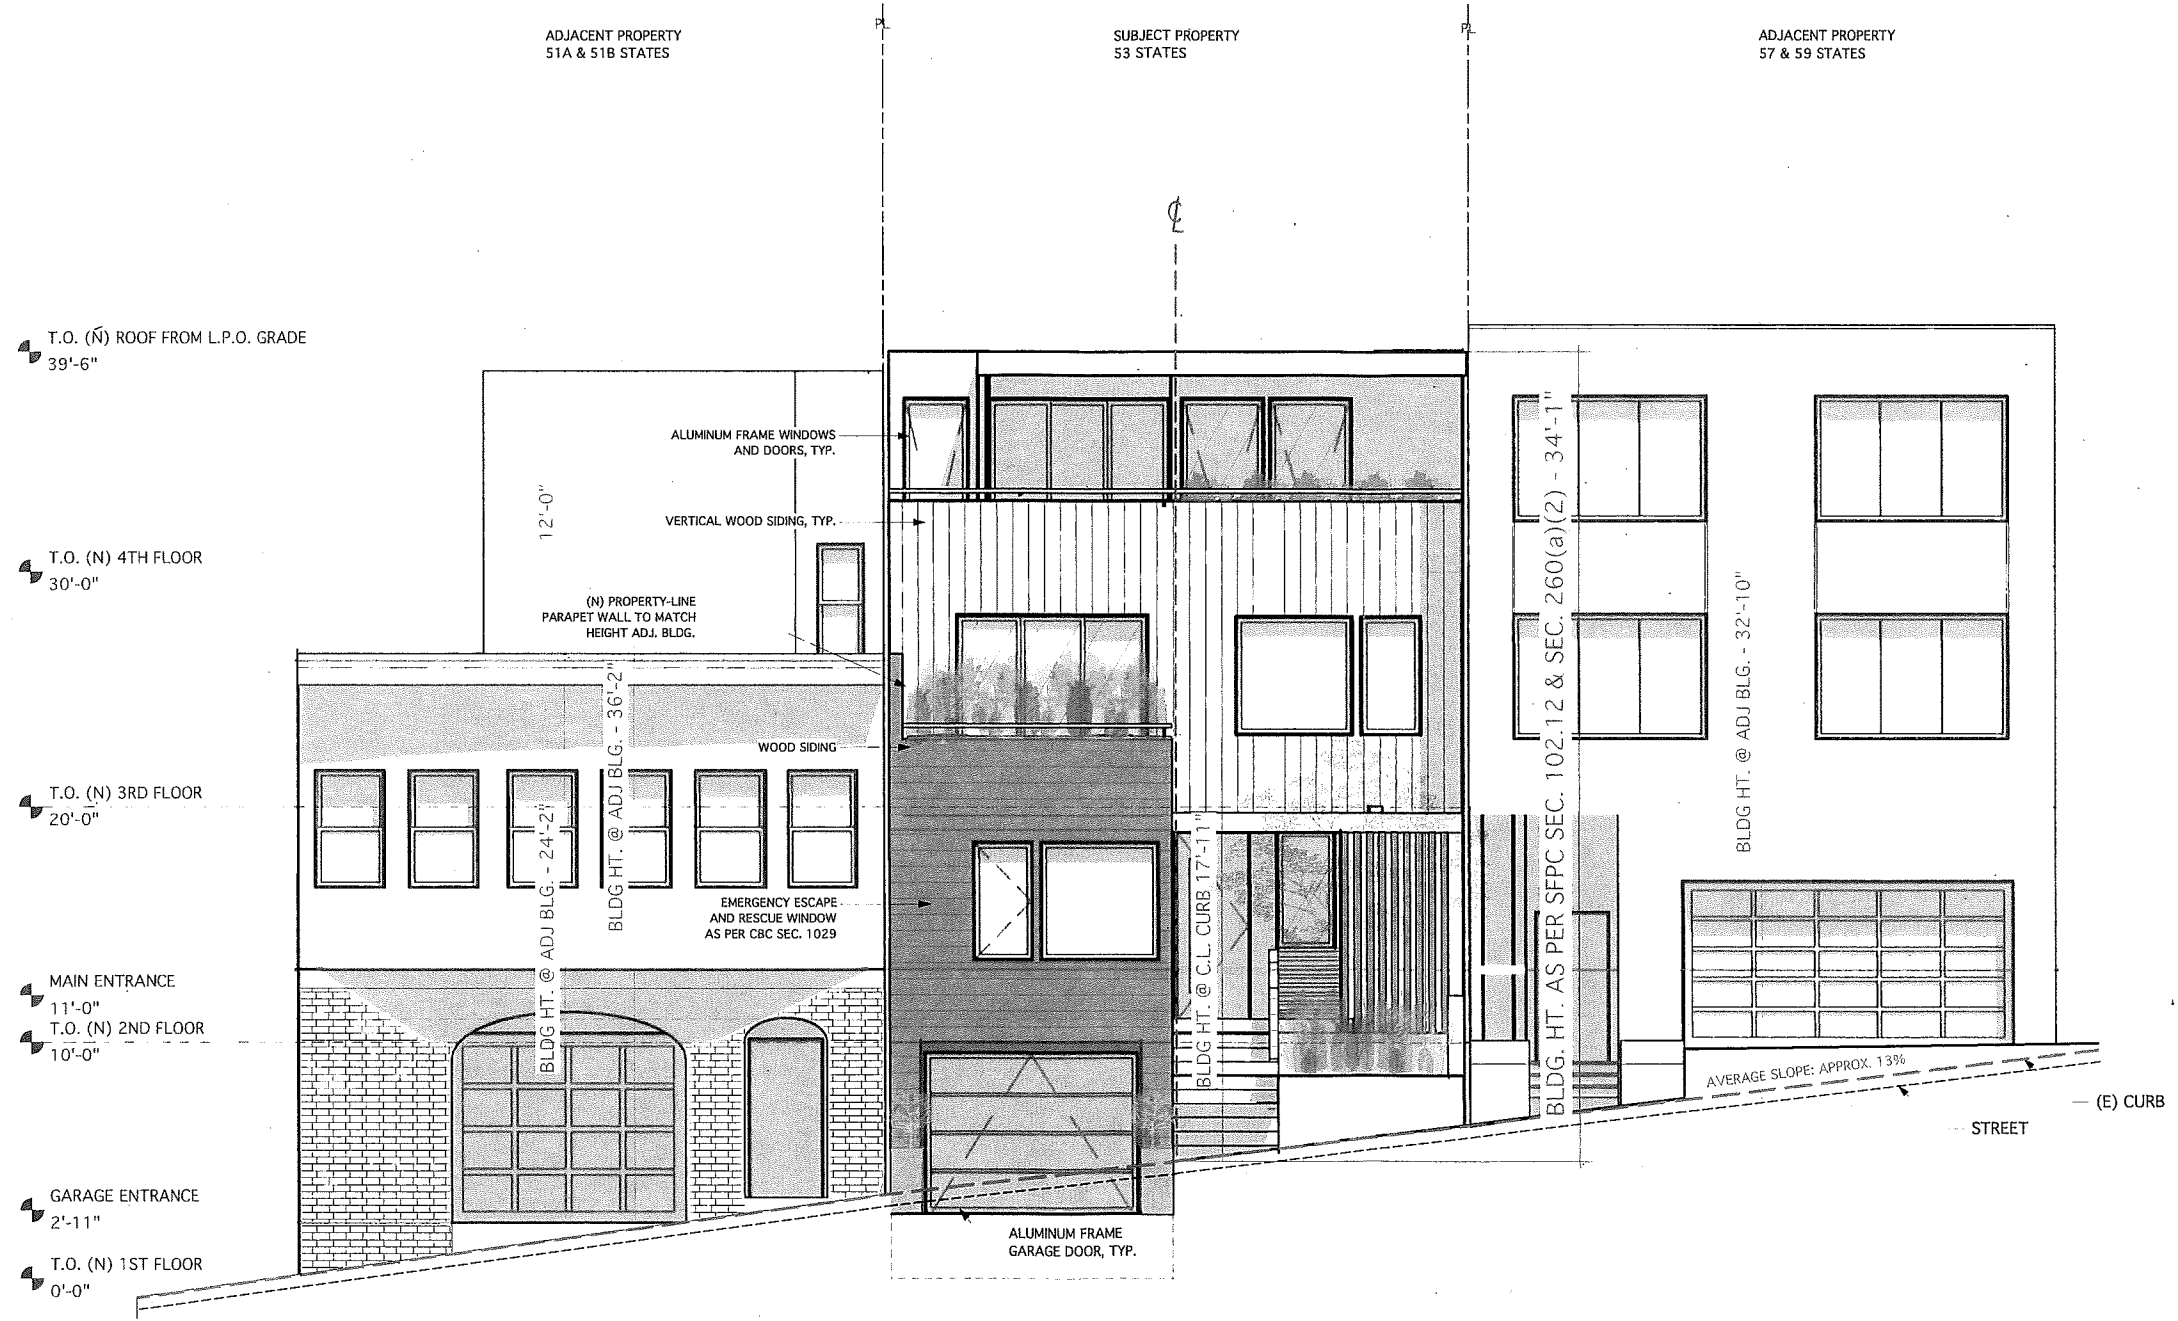 ADJACENT PROPERTY
51A & 51B STATES
PL
SUBJECT PROPERTY
53 STATES
PL
ADJACENT PROPERTY
57 & 59 STATES
CL
T.O. (N) ROOF FROM L.P.O. GRADE
39'-6"
ALUMINUM FRAME WINDOWS
AND DOORS, TYP.
12'-0"
VERTICAL WOOD SIDING, TYP.
T.O. (N) 4TH FLOOR
30'-0"
(N) PROPERTY-LINE
PARAPET WALL TO MATCH
HEIGHT ADJ. BLDG.
BLDG HT. @ ADJ BLG. - 36'-2"
BLDG HT. @ ADJ BLG. - 24'-2"
WOOD SIDING
T.O. (N) 3RD FLOOR
20'-0"
EMERGENCY ESCAPE
AND RESCUE WINDOW
AS PER CBC SEC. 1029
BLDG HT. @ C.L. CURB 17'-11"
BLDG. HT. AS PER SFPC SEC. 102.12 & SEC. 260(a)(2) - 34'-1"
BLDG HT. @ ADJ BLG. - 32'-10"
MAIN ENTRANCE
11'-0"
T.O. (N) 2ND FLOOR
10'-0"
AVERAGE SLOPE: APPROX. 13%
(E) CURB
STREET
GARAGE ENTRANCE
2'-11"
ALUMINUM FRAME
GARAGE DOOR, TYP.
T.O. (N) 1ST FLOOR
0'-0"